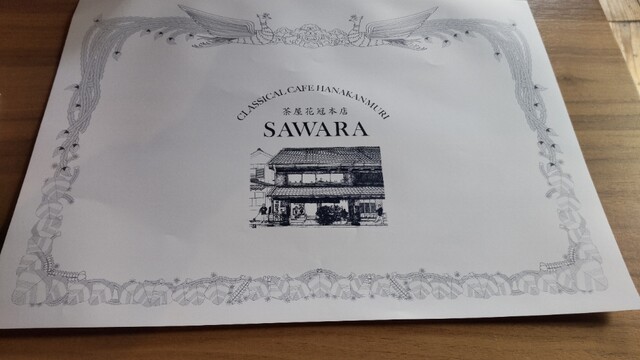 CLASSICAL CAFE HANAKANMURI
茶屋花冠本店
SAWARA